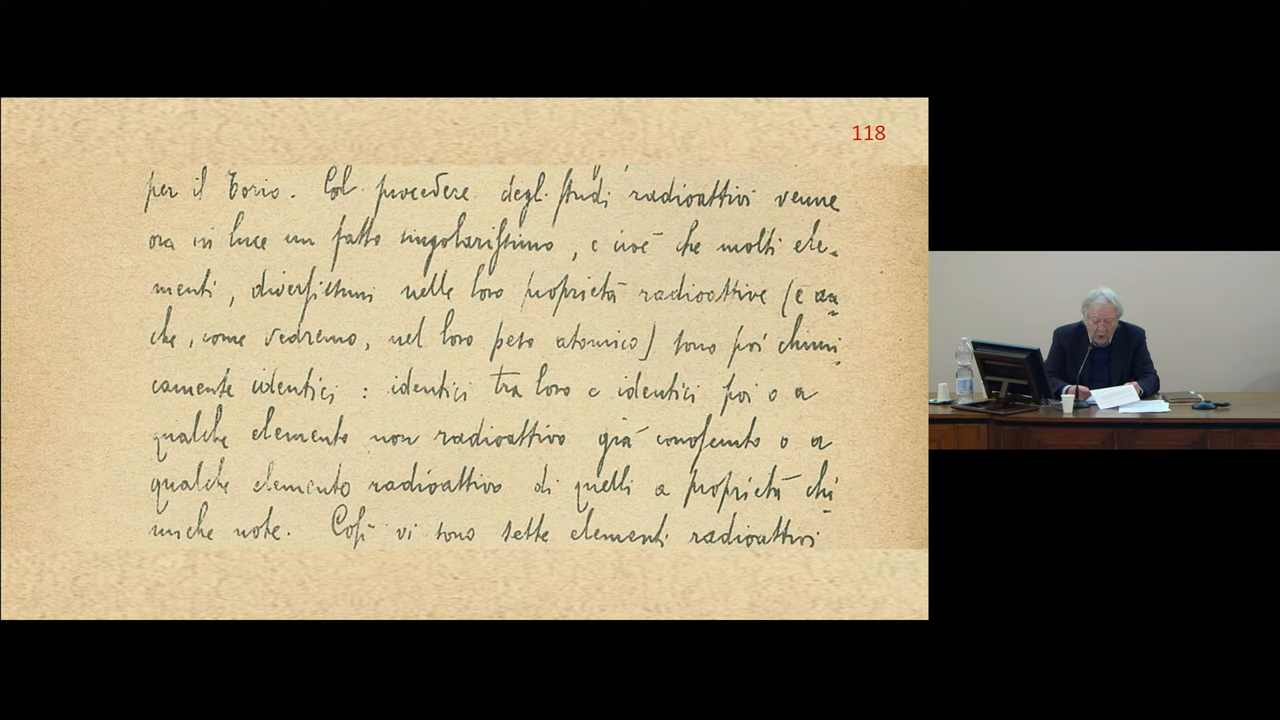 118
per il Torio. Col procedere degli studi radioattivi venne
ora in luce un fatto singolarissimo, e cioè che molti ele-
menti, diversissimi nelle loro proprietà radioattive (e an-
che, come vedremo, nel loro peso atomico) sono poi chimi-
camente identici : identici tra loro e identici poi o a
qualche elemento non radioattivo già conosciuto o a
qualche elemento radioattivo di quelli a proprietà chi-
miche note. Così vi sono sette elementi radioattivi